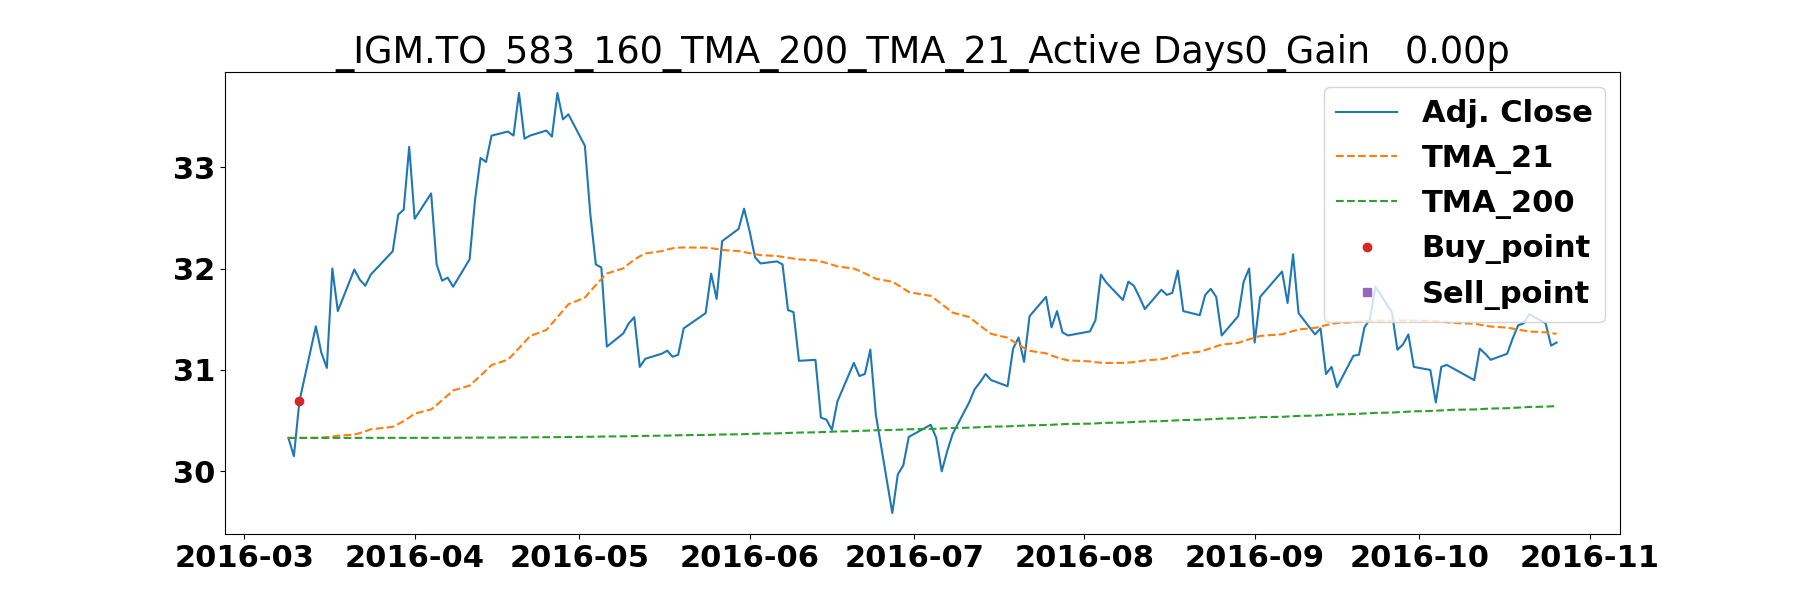 _IGM.TO_583_160_TMA_200_TMA_21_Active Days0_Gain   0.00p
Adj. Close
TMA_21
TMA_200
Buy_point
Sell_point
33
32
31
30
2016-03 2016-04 2016-05 2016-06 2016-07 2016-08 2016-09 2016-10 2016-11